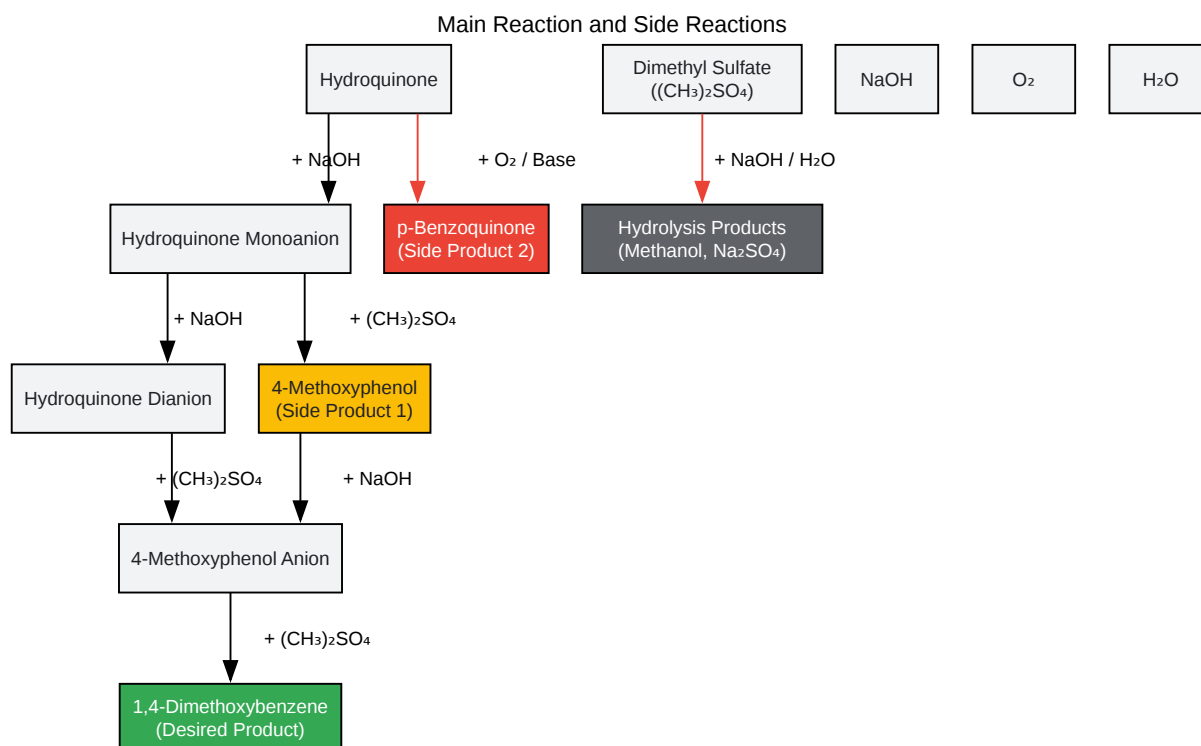 Main Reaction and Side Reactions
Hydroquinone
Dimethyl Sulfate
((CH₃)₂SO₄)
NaOH
O₂
H₂O
+ NaOH
+ O₂ / Base
+ NaOH / H₂O
Hydroquinone Monoanion
p-Benzoquinone
(Side Product 2)
Hydrolysis Products
(Methanol, Na₂SO₄)
+ NaOH
+ (CH₃)₂SO₄
Hydroquinone Dianion
4-Methoxyphenol
(Side Product 1)
+ (CH₃)₂SO₄
+ NaOH
4-Methoxyphenol Anion
+ (CH₃)₂SO₄
1,4-Dimethoxybenzene
(Desired Product)